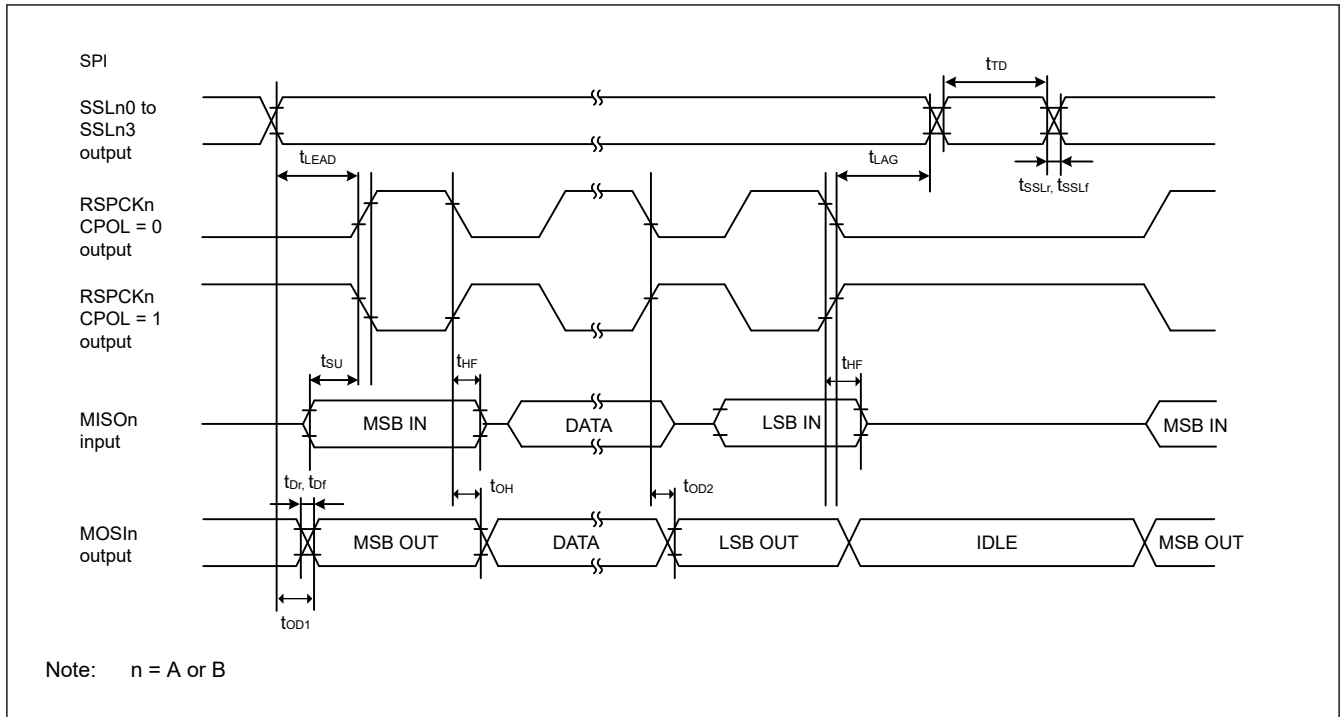 SPI
tTD
SSLn0 to
SSLn3
output
tLEAD
tLAG
tSSLr, tSSLf
RSPCKn
CPOL = 0
output
RSPCKn
CPOL = 1
output
tSU
tHF
tHF
MISOn
input
MSB IN
DATA
LSB IN
MSB IN
tDr, tDf
tOH
tOD2
MOSIn
output
MSB OUT
DATA
LSB OUT
IDLE
MSB OUT
tOD1
Note: n = A or B